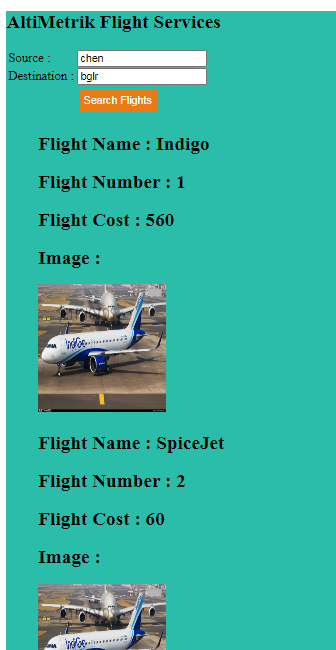 AltiMetrik Flight Services
Source : chen
Destination : bglr
Search Flights
Flight Name : Indigo
Flight Number : 1
Flight Cost : 560
Image :
IndiGo
Flight Name : SpiceJet
Flight Number : 2
Flight Cost : 60
Image :
IndiGo